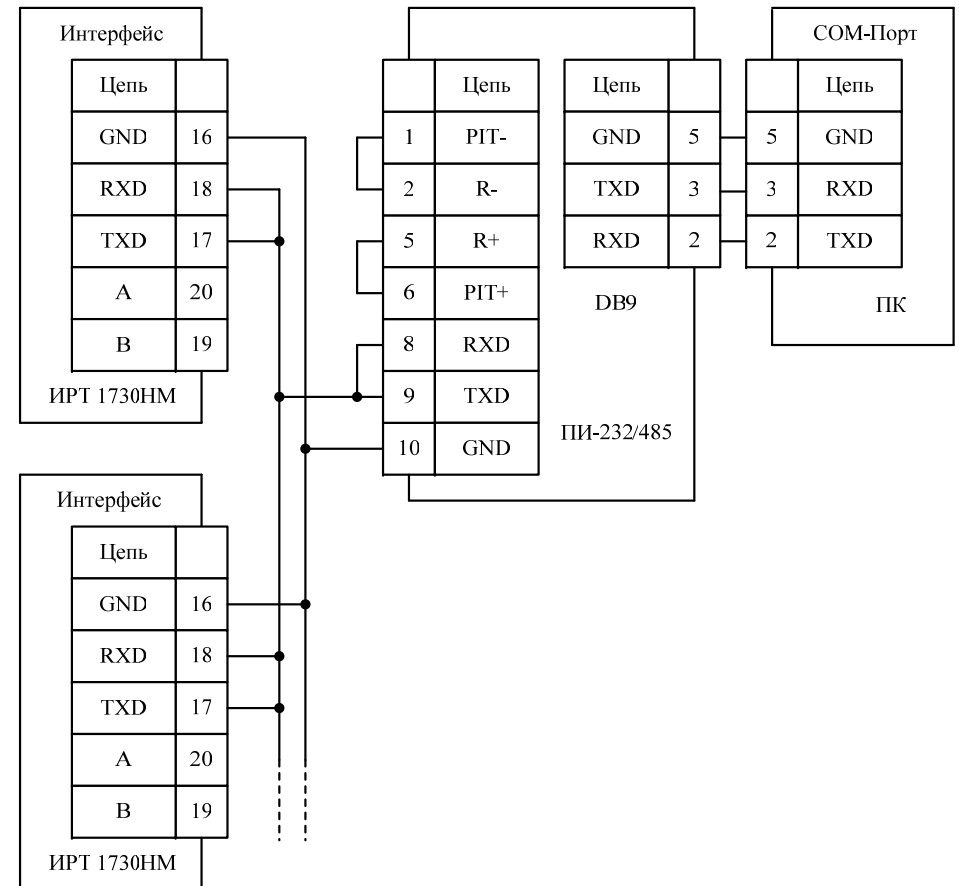 Интерфейс
Цепь
GND 16
RXD 18
TXD 17
A 20
B 19
ИРТ 1730НМ
Цепь
1 PIT-
2 R-
5 R+
6 PIT+
8 RXD
9 TXD
10 GND
Цепь
GND 5
TXD 3
RXD 2
DB9
ПИ-232/485
COM-Порт
Цепь
5 GND
3 RXD
2 TXD
ПК
Интерфейс
Цепь
GND 16
RXD 18
TXD 17
A 20
B 19
ИРТ 1730НМ